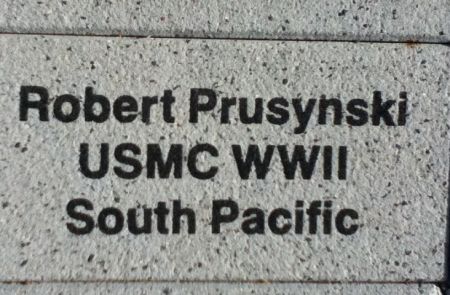 Robert Prusynski
USMC WWII
South Pacific